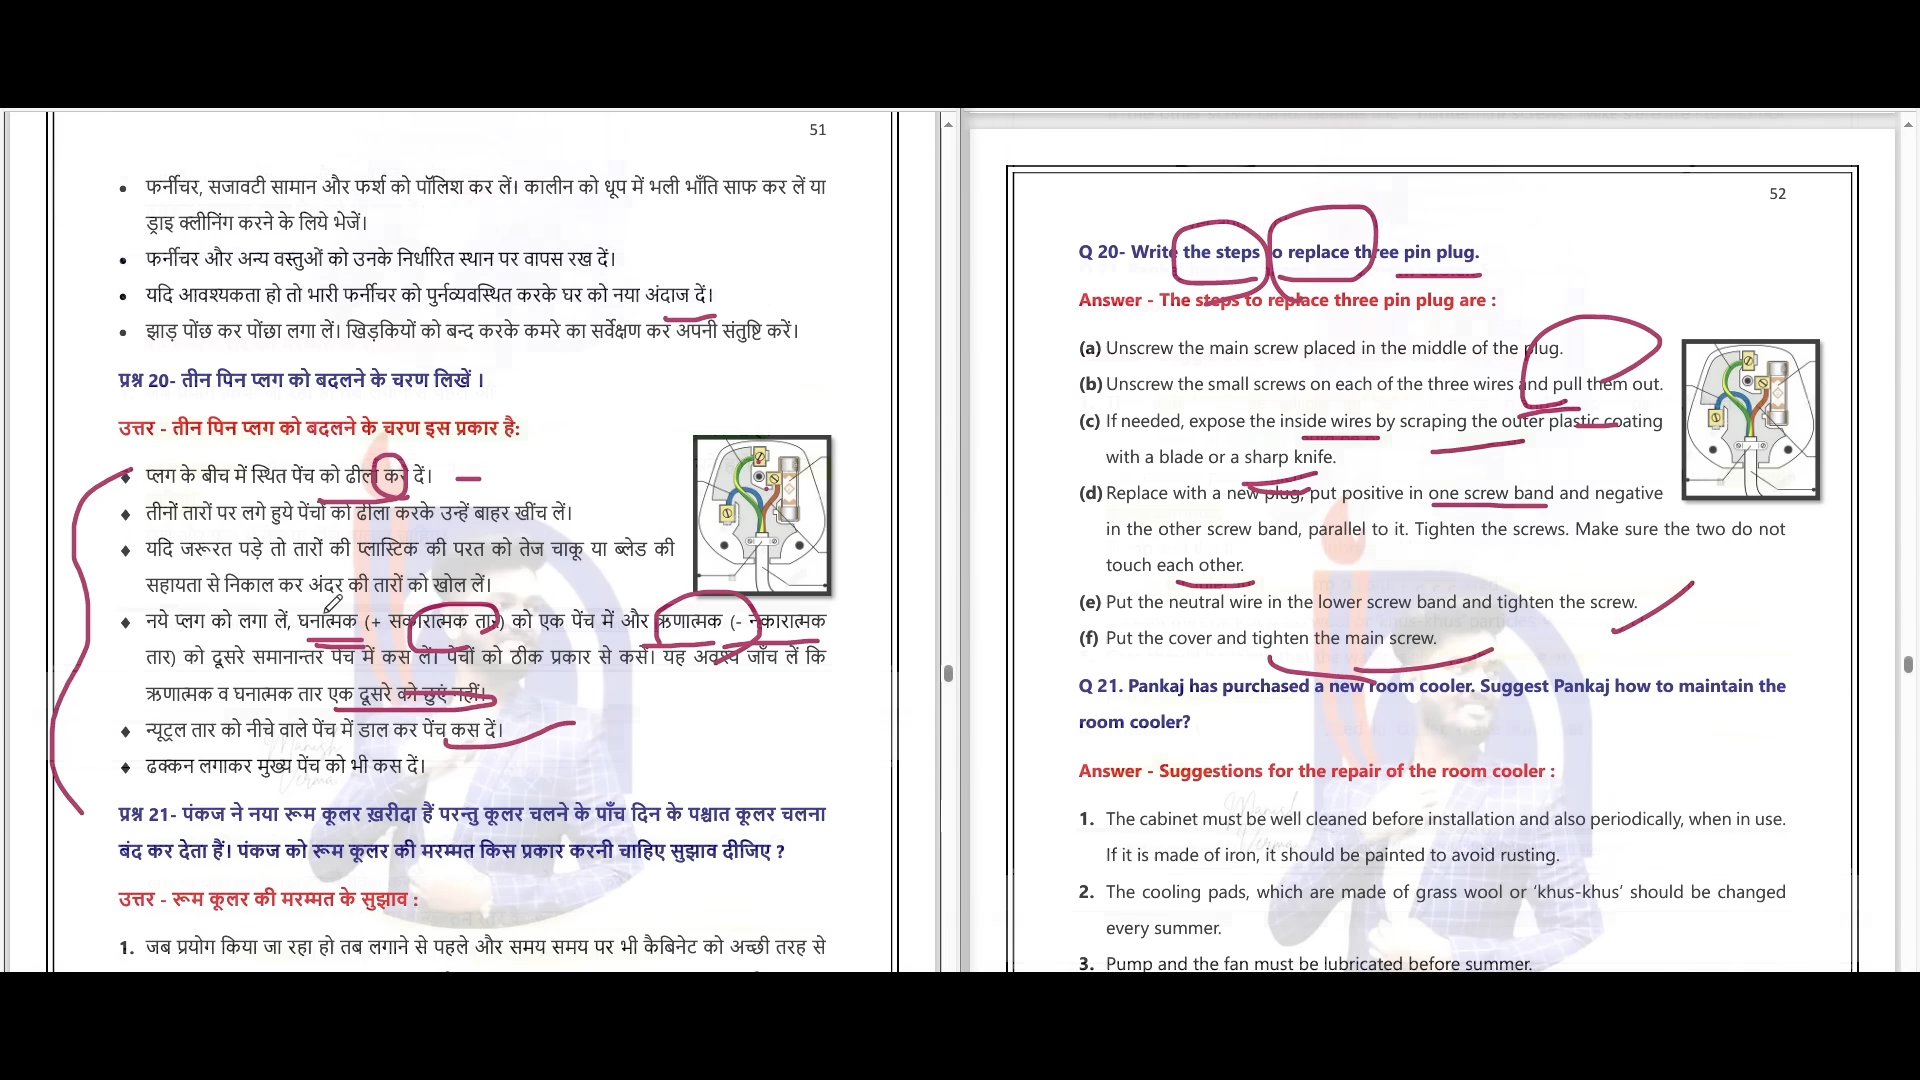 51
• फर्नीचर, सजावटी सामान और फर्श को पॉलिश कर लें। कालीन को धूप में भली भाँति साफ कर लें या
ड्राइ क्लीनिंग करने के लिये भेजें।
• फर्नीचर और अन्य वस्तुओं को उनके निर्धारित स्थान पर वापस रख दें।
• यदि आवश्यकता हो तो भारी फर्नीचर को पुर्नव्यवस्थित करके घर को नया अंदाज दें।
• झाड़ पोंछ कर पोंछा लगा लें। खिड़कियों को बन्द करके कमरे का सर्वेक्षण कर अपनी संतुष्टि करें।
प्रश्न 20- तीन पिन प्लग को बदलने के चरण लिखें ।
उत्तर - तीन पिन प्लग को बदलने के चरण इस प्रकार है:
♦ प्लग के बीच में स्थित पेंच को ढीला कर दें।
♦ तीनों तारों पर लगे हुये पेंचों को ढीला करके उन्हें बाहर खींच लें।
♦ यदि जरूरत पड़े तो तारों की प्लास्टिक की परत को तेज चाकू या ब्लेड की
सहायता से निकाल कर अंदर की तारों को खोल लें।
♦ नये प्लग को लगा लें, घनात्मक (+ सकारात्मक तार) को एक पेंच में और ऋणात्मक (- नकारात्मक
तार) को दूसरे समानान्तर पेंच में कस लें। पेंचों को ठीक प्रकार से कसें। यह अवश्य जाँच लें कि
ऋणात्मक व घनात्मक तार एक दूसरे को छुएं नहीं।
♦ न्यूट्रल तार को नीचे वाले पेंच में डाल कर पेंच कस दें।
♦ ढक्कन लगाकर मुख्य पेंच को भी कस दें।
प्रश्न 21- पंकज ने नया रूम कूलर ख़रीदा हैं परन्तु कूलर चलने के पाँच दिन के पश्चात कूलर चलना
बंद कर देता हैं। पंकज को रूम कूलर की मरम्मत किस प्रकार करनी चाहिए सुझाव दीजिए ?
उत्तर - रूम कूलर की मरम्मत के सुझाव :
1. जब प्रयोग किया जा रहा हो तब लगाने से पहले और समय समय पर भी कैबिनेट को अच्छी तरह से
52
Q 20- Write the steps to replace three pin plug.
Answer - The steps to replace three pin plug are :
(a) Unscrew the main screw placed in the middle of the plug.
(b) Unscrew the small screws on each of the three wires and pull them out.
(c) If needed, expose the inside wires by scraping the outer plastic coating
with a blade or a sharp knife.
(d) Replace with a new plug, put positive in one screw band and negative
in the other screw band, parallel to it. Tighten the screws. Make sure the two do not
touch each other.
(e) Put the neutral wire in the lower screw band and tighten the screw.
(f) Put the cover and tighten the main screw.
Q 21. Pankaj has purchased a new room cooler. Suggest Pankaj how to maintain the
room cooler?
Answer - Suggestions for the repair of the room cooler :
1. The cabinet must be well cleaned before installation and also periodically, when in use.
If it is made of iron, it should be painted to avoid rusting.
2. The cooling pads, which are made of grass wool or ‘khus-khus’ should be changed
every summer.
3. Pump and the fan must be lubricated before summer.
Manish
Verma